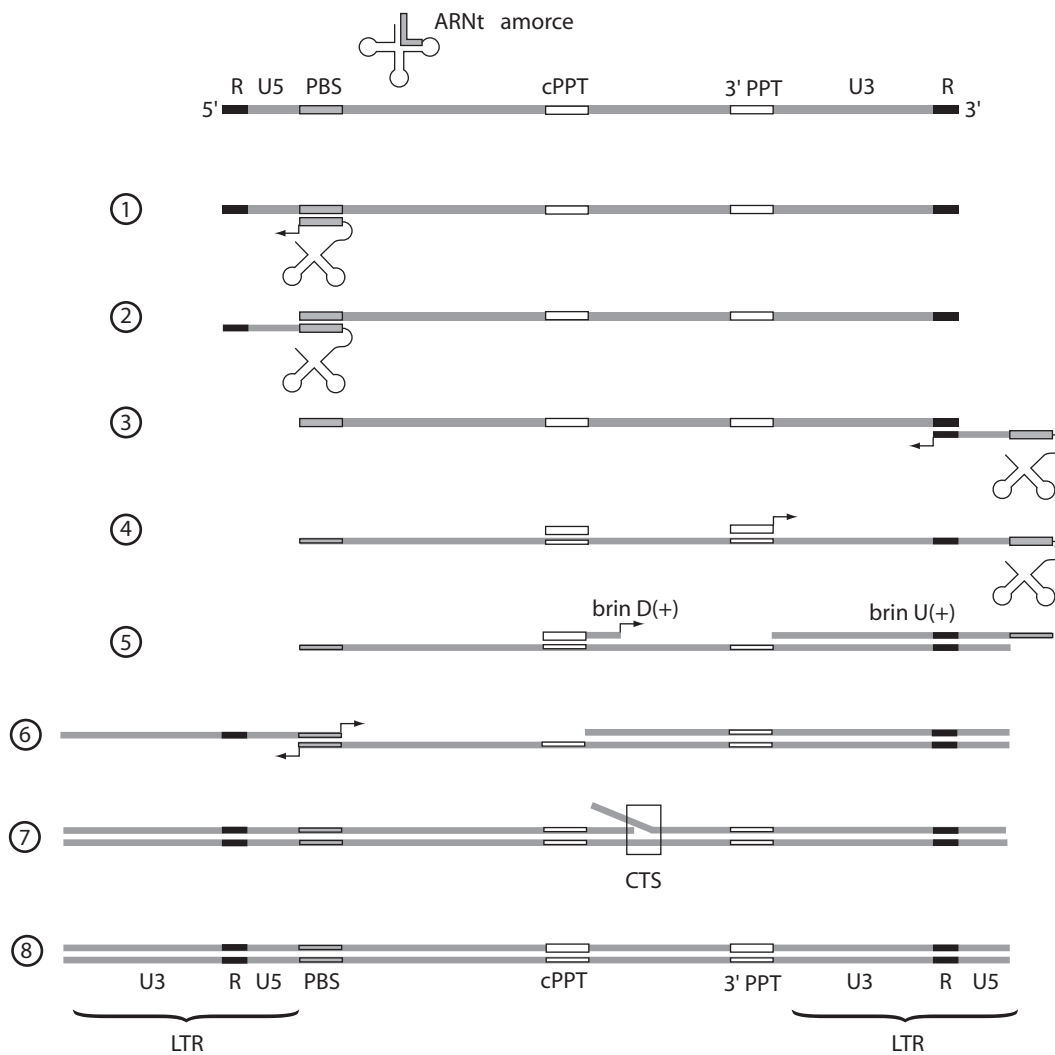 ARNt amorce
R U5 PBS cPPT 3' PPT U3 R
5' 3'
1
2
3
4
brin D(+) brin U(+)
5
6
7
CTS
8
U3 R U5 PBS cPPT 3' PPT U3 R U5
LTR LTR